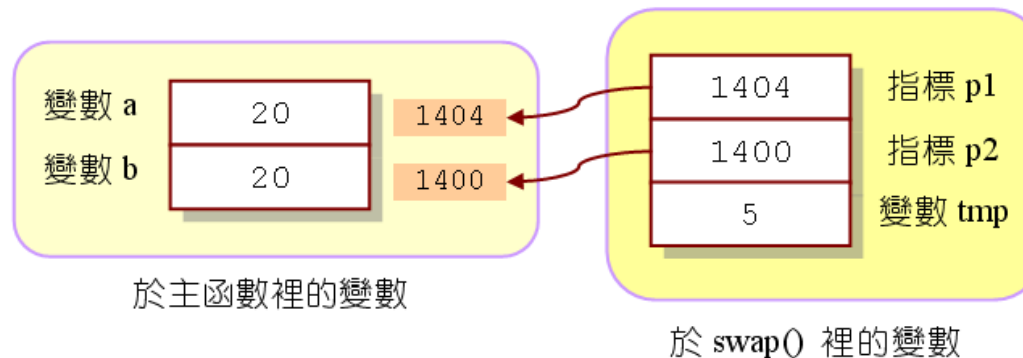 變數 a 20 1404
變數 b 20 1400
於主函數裡的變數
1404 指標 p1
1400 指標 p2
5 變數 tmp
於 swap() 裡的變數